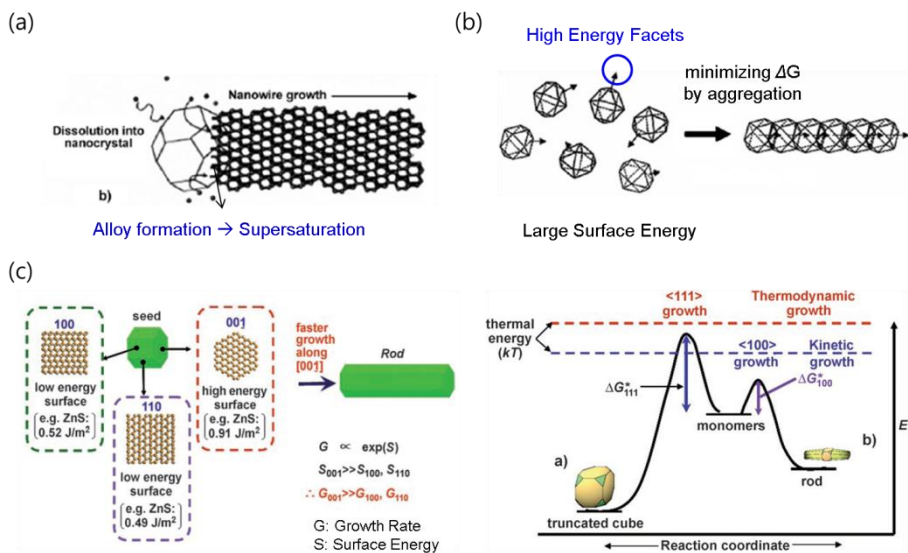 (a)
Nanowire growth
Dissolution into
nanocrystal
b)
Alloy formation → Supersaturation
(b)
High Energy Facets
minimizing ΔG
by aggregation
Large Surface Energy
(c)
100
low energy
surface
(e.g. ZnS:
0.52 J/m²)
seed
110
low energy
surface
(e.g. ZnS:
0.49 J/m²)
001
high energy
surface
(e.g. ZnS:
0.91 J/m²)
faster
growth
along
[001]
Rod
G ∝ exp(S)
S₀₀₁>>S₁₀₀, S₁₁₀
∴ G₀₀₁>>G₁₀₀, G₁₁₀
G: Growth Rate
S: Surface Energy
<111>
growth
Thermodynamic
growth
thermal
energy
(kT)
<100>
growth
Kinetic
growth
ΔG*₁₁₁
ΔG*₁₀₀
monomers
E
a)
truncated cube
b)
rod
Reaction coordinate